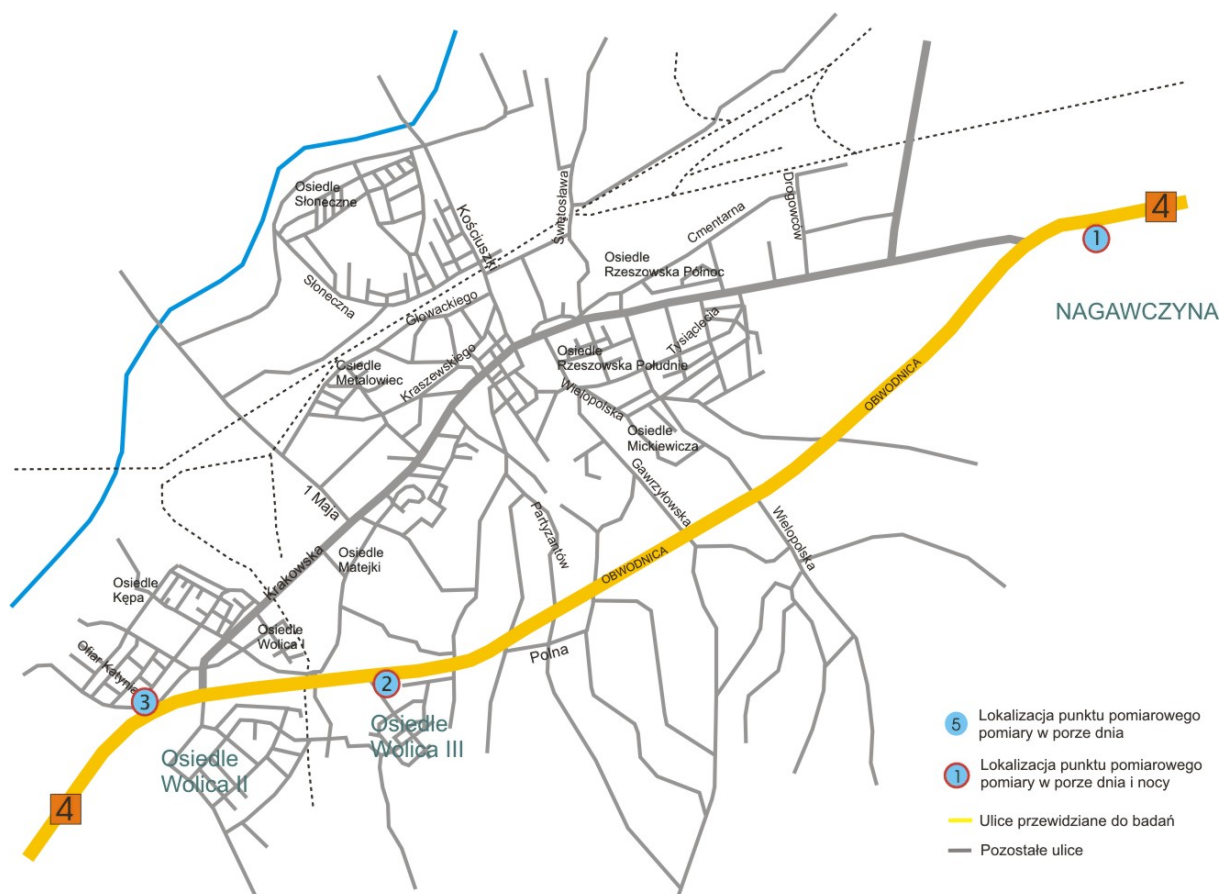 4
1
NAGAWCZYNA
Osiedle
Słoneczne
Kościuszki
Świętosława
Cmentarna
Drogowców
Osiedle
Rzeszowska Północ
Słoneczna
Głowackiego
Tysiąclecia
Osiedle
Rzeszowska Południe
Osiedle
Metalowiec
Kraszewskiego
Wielopolska
OBWODNICA
Osiedle
Mickiewicza
Gawrzyłowska
1 Maja
Partyzantów
Wielopolska
Krakowska
Osiedle
Matejki
OBWODNICA
Osiedle
Kępa
Osiedle
Wolica I
Polna
Ofiar Katynia
3
2
Osiedle
Wolica III
Osiedle
Wolica II
4
5 Lokalizacja punktu pomiarowego
pomiary w porze dnia
1 Lokalizacja punktu pomiarowego
pomiary w porze dnia i nocy
Ulice przewidziane do badań
Pozostałe ulice